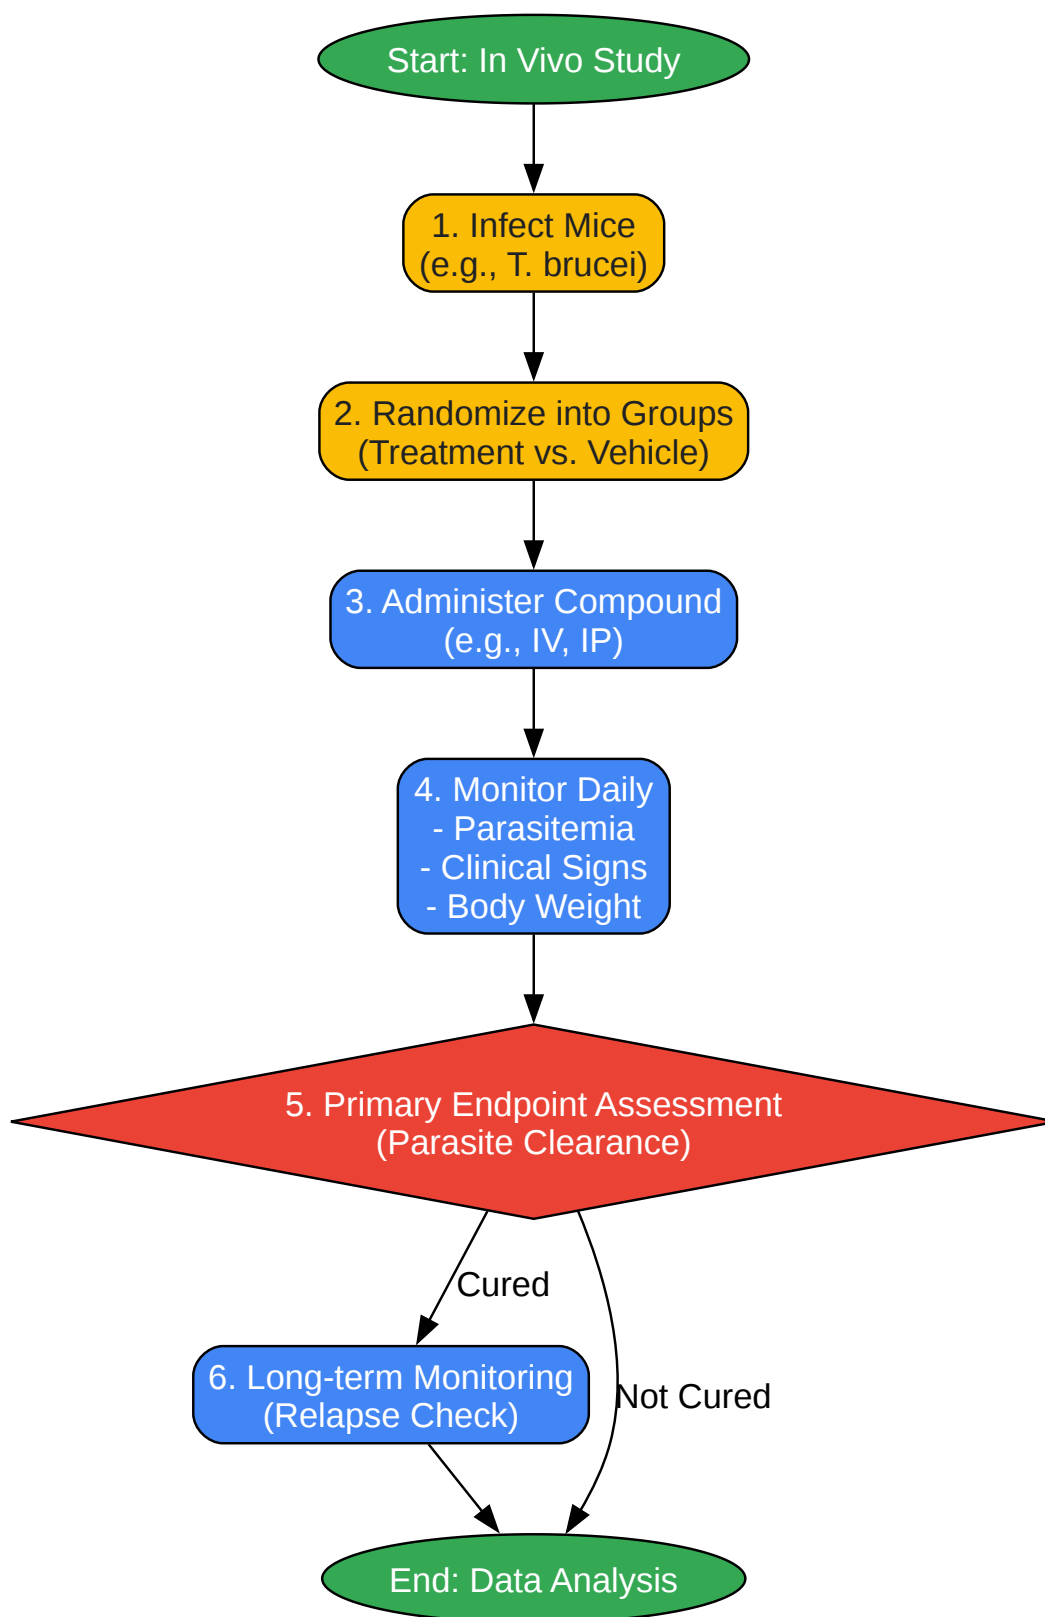 Start: In Vivo Study
1. Infect Mice
(e.g., T. brucei)
2. Randomize into Groups
(Treatment vs. Vehicle)
3. Administer Compound
(e.g., IV, IP)
4. Monitor Daily
- Parasitemia
- Clinical Signs
- Body Weight
5. Primary Endpoint Assessment
(Parasite Clearance)
Cured
6. Long-term Monitoring
(Relapse Check)
Not Cured
End: Data Analysis